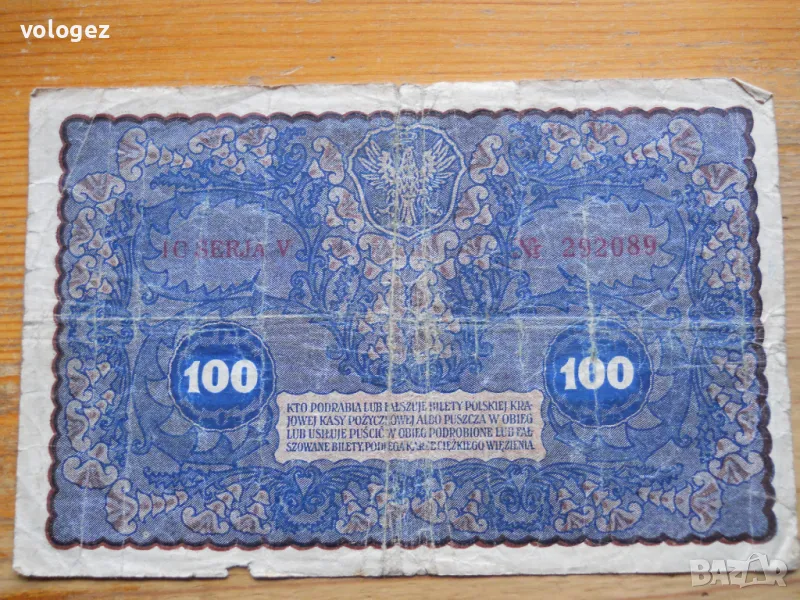 vologez
IC SERJA V № 292089
100 100
KTO PODRABIA LUB FAŁSZUJE BILETY POLSKIEJ KRA-
JOWEJ KASY POŻYCZKOWEJ ALBO PUSZCZA W OBIEG
LUB USIŁUJE PUŚCIĆ W OBIEG PODROBIONE LUB FAŁ-
SZOWANE BILETY, PODLEGA KARZE CIĘŻKIEGO WIĘZIENIA
BAZAR